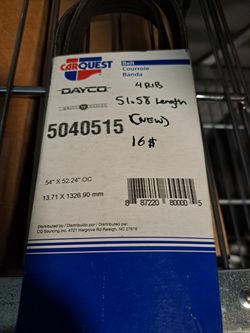 CARQUEST
Belt
Courroie
Banda
DAYCO
4 RIB
51.58 Length
5040515
(NEW)
16$
.54" X 52.24" OC
13.71 X 1326.90 mm
8 87220 80000 5
Distributed by / Distribuido por / Distribué par
CQ Sourcing Inc. 4721 Hargrove Rd Raleigh, NC 27616